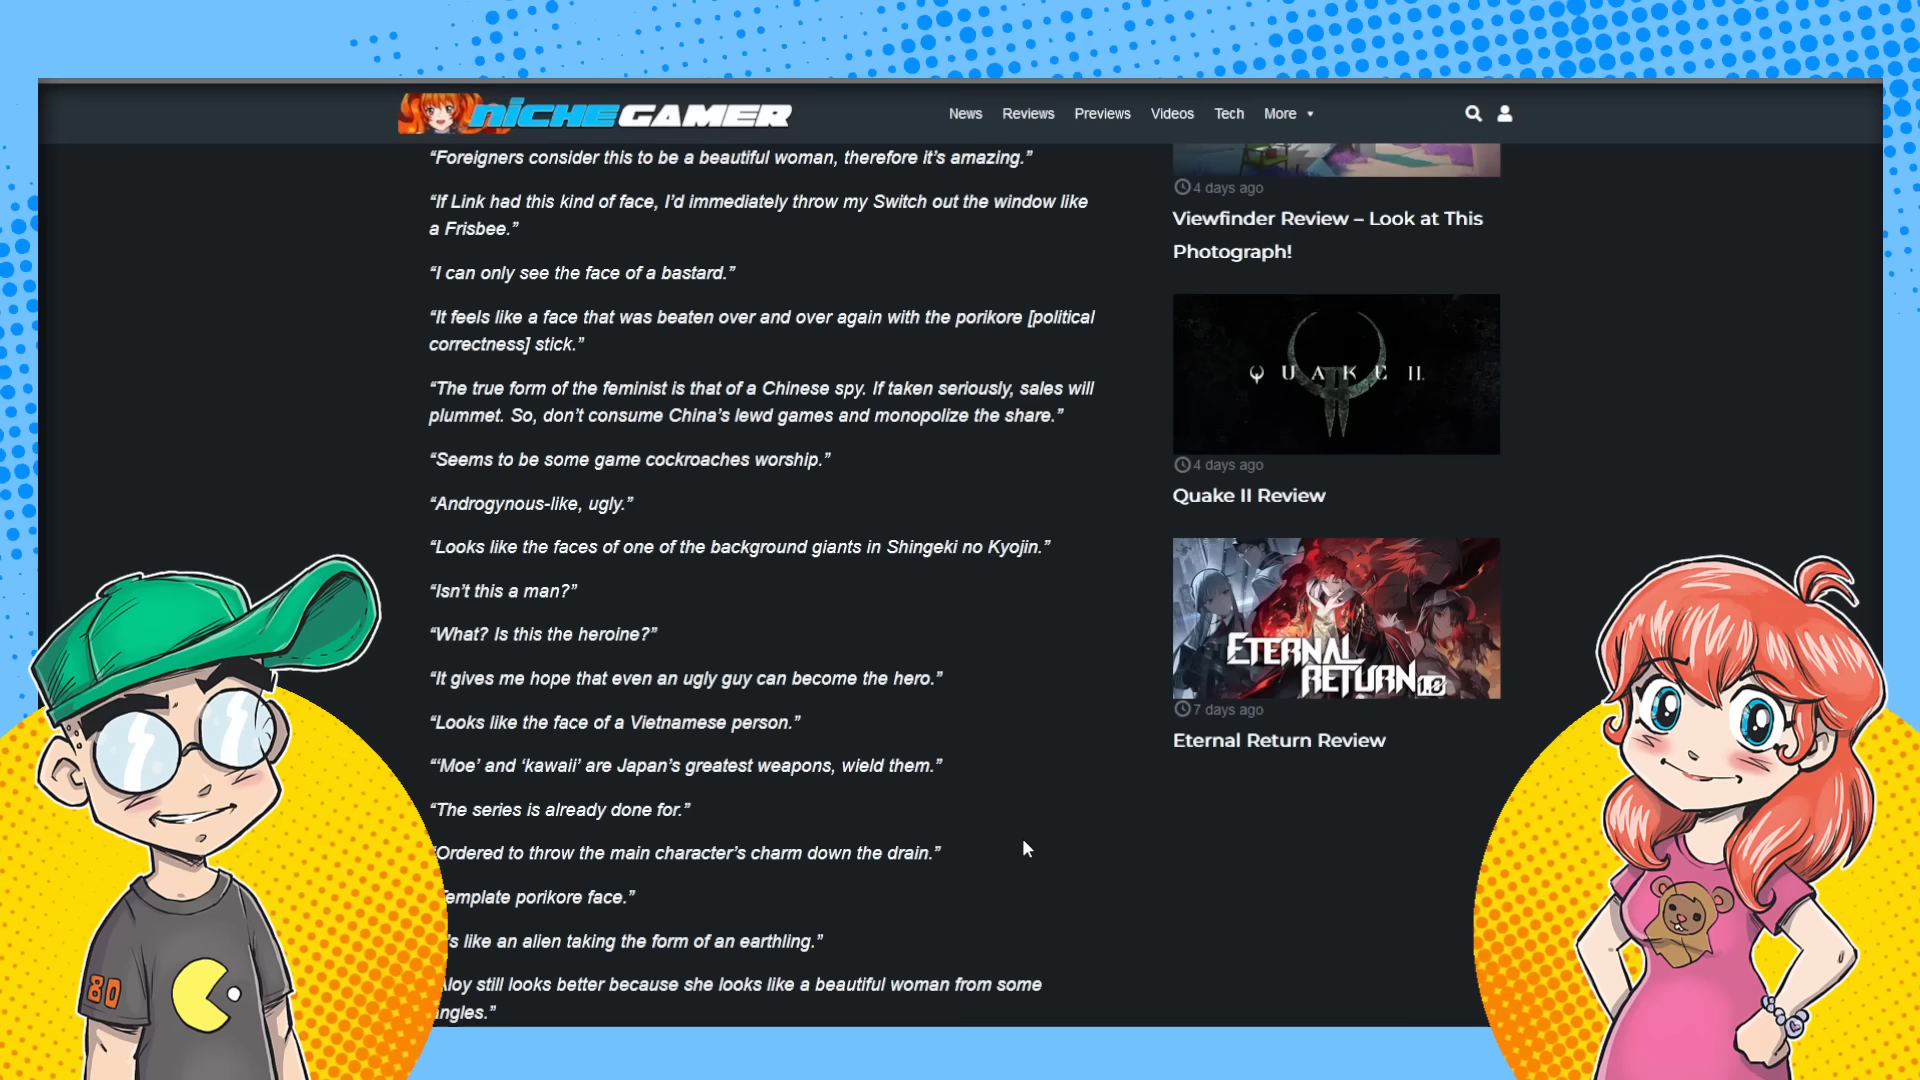 NICHEGAMER
News Reviews Previews Videos Tech More
“Foreigners consider this to be a beautiful woman, therefore it’s amazing.”
“If Link had this kind of face, I’d immediately throw my Switch out the window like
a Frisbee.”
“I can only see the face of a bastard.”
“It feels like a face that was beaten over and over again with the porikore [political
correctness] stick.”
“The true form of the feminist is that of a Chinese spy. If taken seriously, sales will
plummet. So, don’t consume China’s lewd games and monopolize the share.”
“Seems to be some game cockroaches worship.”
“Androgynous-like, ugly.”
“Looks like the faces of one of the background giants in Shingeki no Kyojin.”
“Isn’t this a man?”
“What? Is this the heroine?”
“It gives me hope that even an ugly guy can become the hero.”
“Looks like the face of a Vietnamese person.”
“‘Moe’ and ‘kawaii’ are Japan’s greatest weapons, wield them.”
“The series is already done for.”
“Ordered to throw the main character’s charm down the drain.”
emplate porikore face.”
’s like an alien taking the form of an earthling.”
Aloy still looks better because she looks like a beautiful woman from some
angles.”
4 days ago
Viewfinder Review – Look at This
Photograph!
QUAKE II
4 days ago
Quake II Review
ETERNAL
RETURN 1.0
7 days ago
Eternal Return Review
80